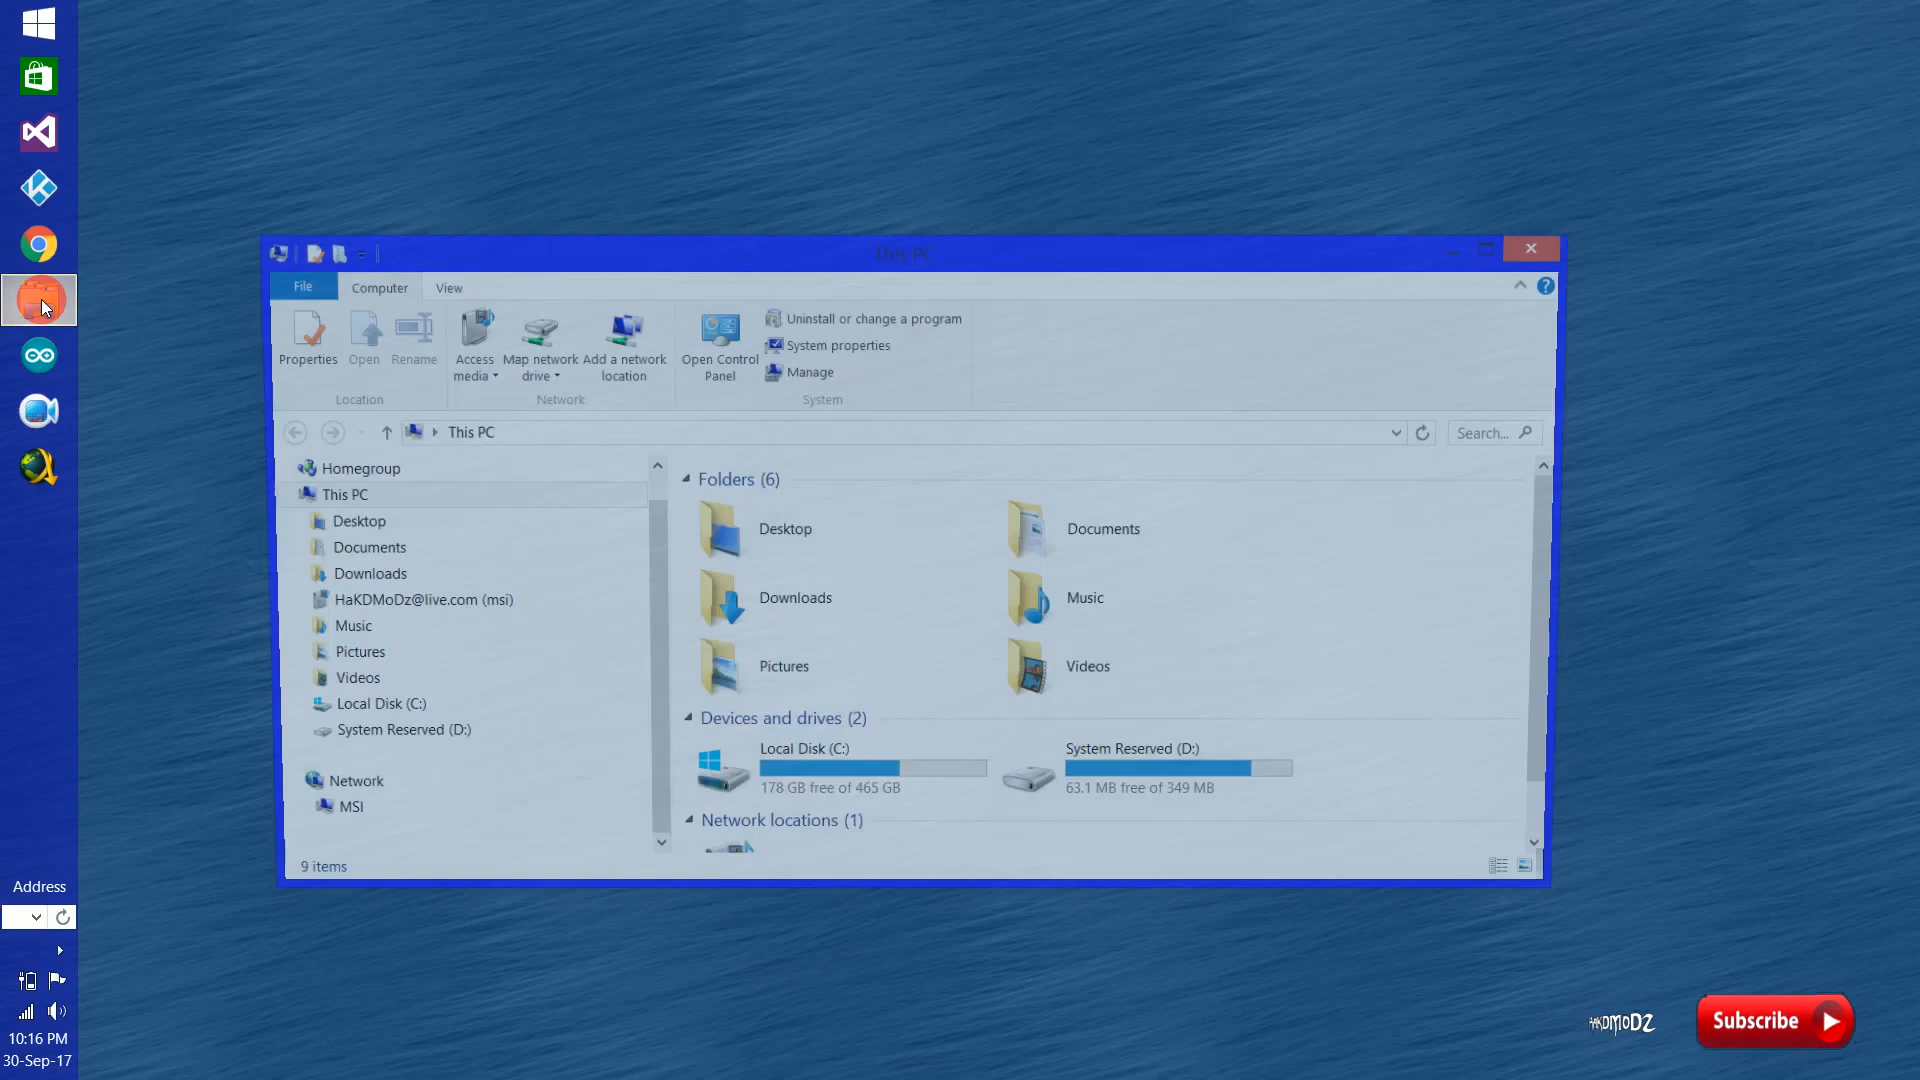 This PC
File Computer View
Properties Open Rename
Access media Map network drive Add a network location
Open Control Panel
Uninstall or change a program
System properties
Manage
Location Network System
This PC
Search...
Homegroup
This PC
Desktop
Documents
Downloads
HaKDMoDz@live.com (msi)
Music
Pictures
Videos
Local Disk (C:)
System Reserved (D:)
Network
MSI
Folders (6)
Desktop Documents
Downloads Music
Pictures Videos
Devices and drives (2)
Local Disk (C:) System Reserved (D:)
178 GB free of 465 GB 63.1 MB free of 349 MB
Network locations (1)
9 items
Address
10:16 PM
30-Sep-17
HAKDMODZ
Subscribe